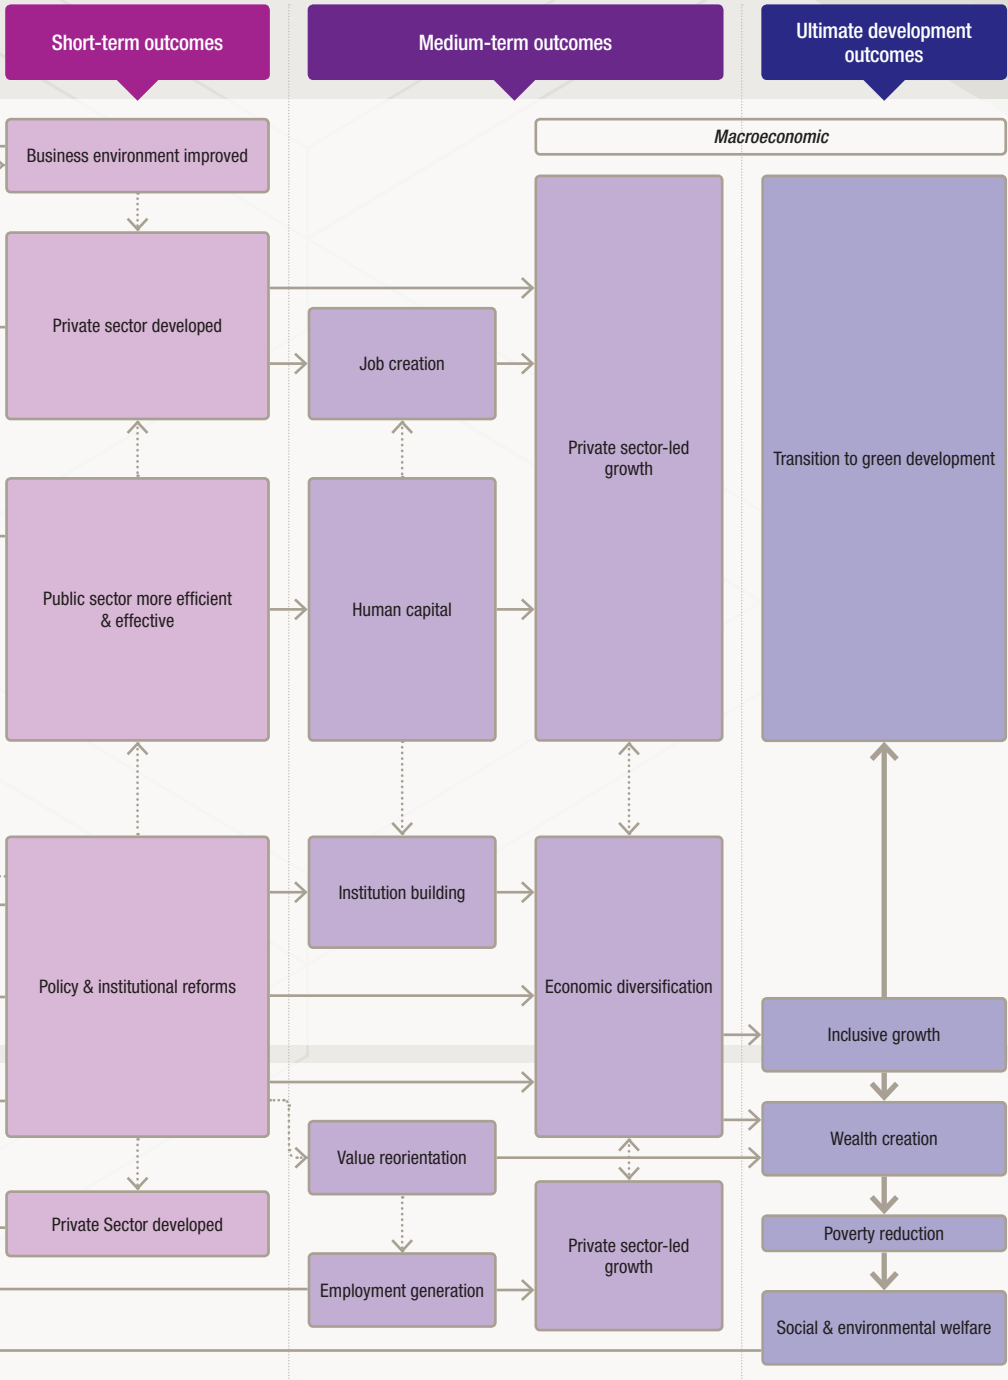 Short-term outcomes
Medium-term outcomes
Ultimate development
outcomes
Macroeconomic
Business environment improved
Private sector developed
Job creation
Private sector-led
growth
Transition to green development
Public sector more efficient
& effective
Human capital
Policy & institutional reforms
Institution building
Economic diversification
Inclusive growth
Wealth creation
Value reorientation
Private Sector developed
Private sector-led
growth
Poverty reduction
Employment generation
Social & environmental welfare